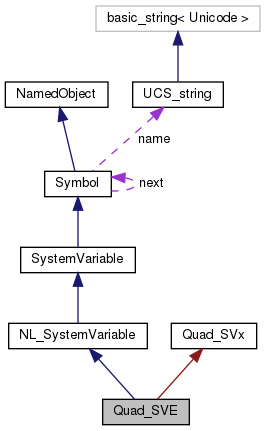 basic_string< Unicode >
NamedObject
UCS_string
name
Symbol
next
SystemVariable
NL_SystemVariable
Quad_SVx
Quad_SVE